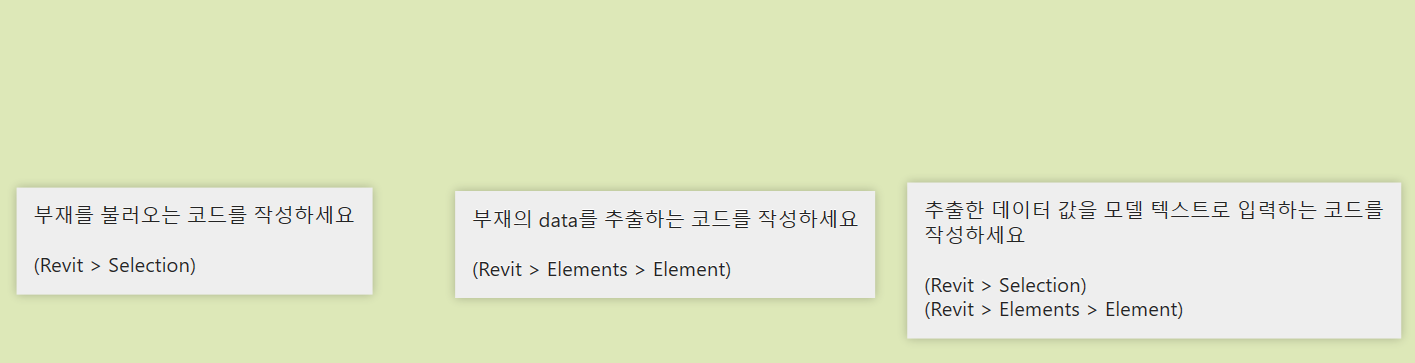 부재를 불러오는 코드를 작성하세요
(Revit > Selection)
부재의 data를 추출하는 코드를 작성하세요
(Revit > Elements > Element)
추출한 데이터 값을 모델 텍스트로 입력하는 코드를
작성하세요
(Revit > Selection)
(Revit > Elements > Element)